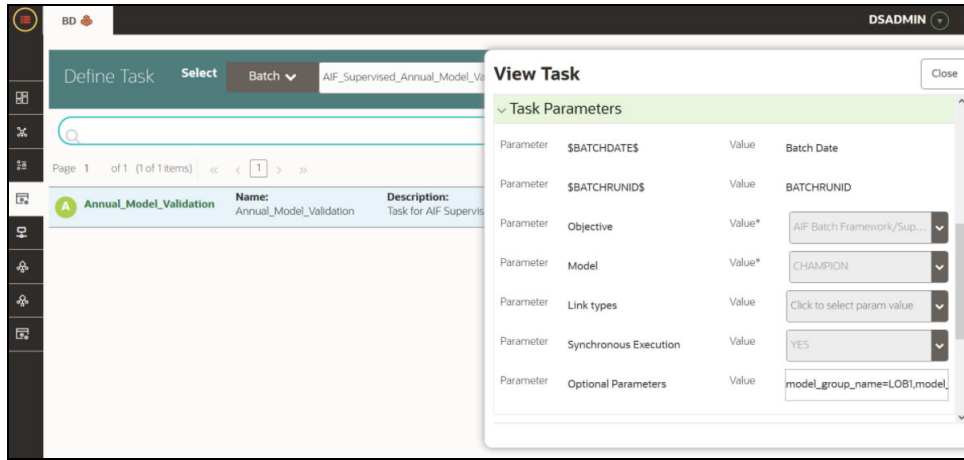 BD
DSADMIN
Define Task
Select
Batch
AIF_Supervised_Annual_Model_Va
Page 1 of 1 (1 of 1 items) « < 1 > »
A
Annual_Model_Validation
Name:
Annual_Model_Validation
Description:
Task for AIF Supervis
View Task
Close
Task Parameters
Parameter $BATCHDATE$ Value Batch Date
Parameter $BATCHRUNID$ Value BATCHRUNID
Parameter Objective Value* AIF Batch Framework/Sup...
Parameter Model Value* CHAMPION
Parameter Link types Value Click to select param value
Parameter Synchronous Execution Value YES
Parameter Optional Parameters Value model_group_name=LOB1,model_